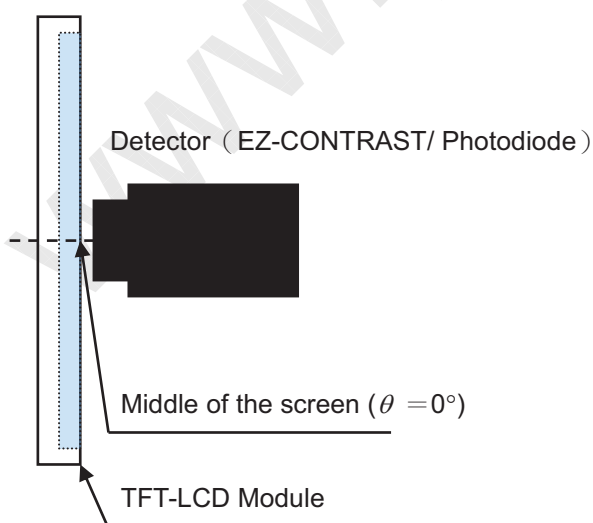 Detector（EZ-CONTRAST/ Photodiode）
Middle of the screen (θ =0°)
TFT-LCD Module